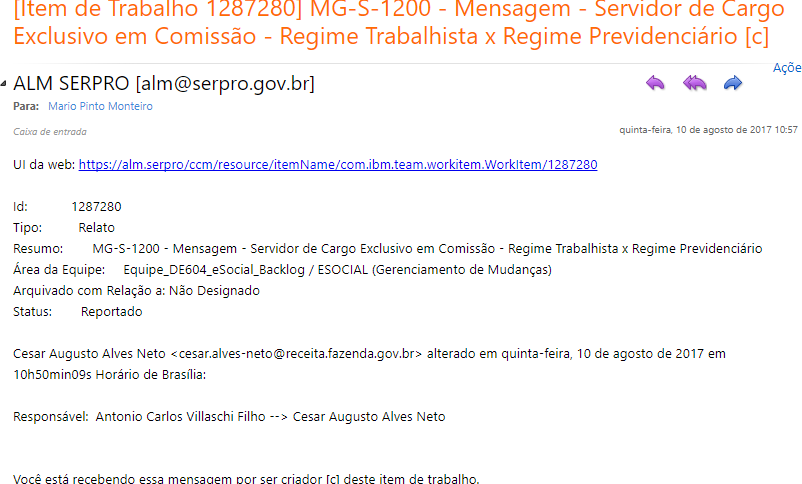 [Item de Trabalho 1287280] MG-S-1200 - Mensagem - Servidor de Cargo
Exclusivo em Comissão - Regime Trabalhista x Regime Previdenciário [c]
Açõe
ALM SERPRO [alm@serpro.gov.br]
Para: Mario Pinto Monteiro
Caixa de entrada
quinta-feira, 10 de agosto de 2017 10:57
UI da web: https://alm.serpro/ccm/resource/itemName/com.ibm.team.workitem.WorkItem/1287280
Id: 1287280
Tipo: Relato
Resumo: MG-S-1200 - Mensagem - Servidor de Cargo Exclusivo em Comissão - Regime Trabalhista x Regime Previdenciário
Área da Equipe: Equipe_DE604_eSocial_Backlog / ESOCIAL (Gerenciamento de Mudanças)
Arquivado com Relação a: Não Designado
Status: Reportado
Cesar Augusto Alves Neto <cesar.alves-neto@receita.fazenda.gov.br> alterado em quinta-feira, 10 de agosto de 2017 em
10h50min09s Horário de Brasília:
Responsável: Antonio Carlos Villaschi Filho --> Cesar Augusto Alves Neto
Você está recebendo essa mensagem por ser criador [c] deste item de trabalho.